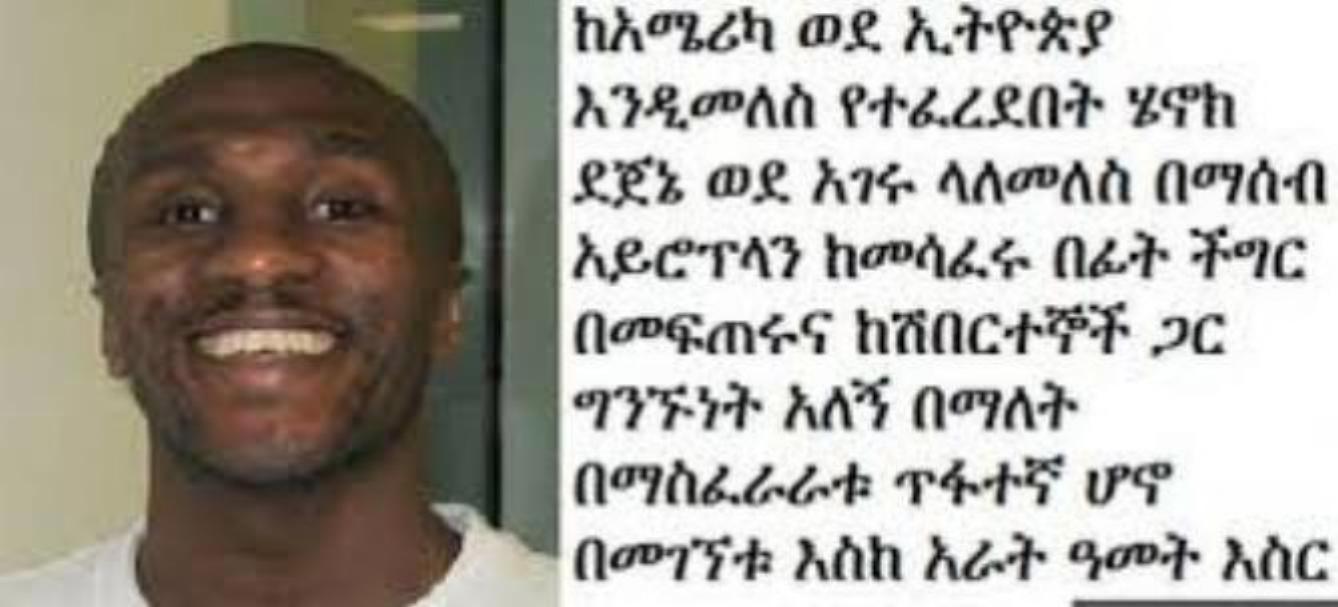 ከአሜሪካ ወደ ኢትዮጵያ
እንዲመለስ የተፈረደበት ሄኖክ
ደጀኔ ወደ አገሩ ላለመለስ በማሰብ
አይሮፕላን ከመሳፈሩ በፊት ችግር
በመፍጠሩና ከሽበርተኞች ጋር
ግንኙነት አለኝ በማለት
በማስፈራራቱ ጥፋተኛ ሆኖ
በመገኘቱ እስከ አራት ዓመት እስር